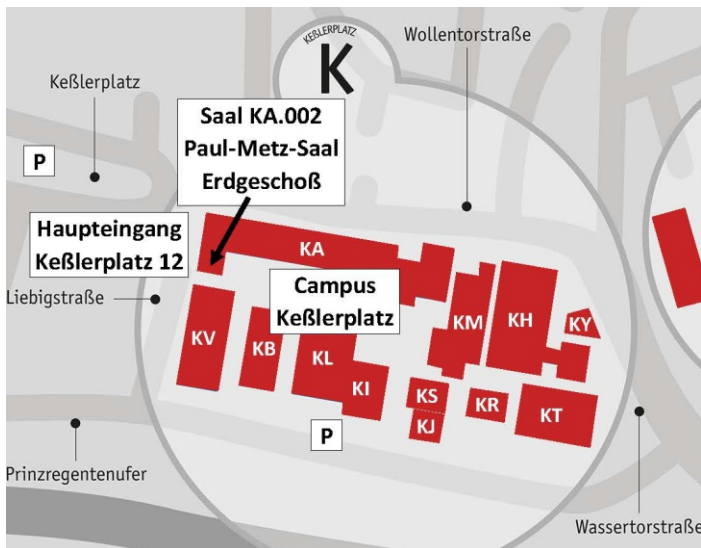 KEßLERPLATZ
K
Wollentorstraße
Keßlerplatz
P
Saal KA.002
Paul-Metz-Saal
Erdgeschoß
Haupteingang
Keßlerplatz 12
Liebigstraße
KA
Campus
Keßlerplatz
KV
KB
KL
KI
KM
KH
KY
KS
KJ
KR
KT
P
Prinzregentenufer
Wassertorstraße